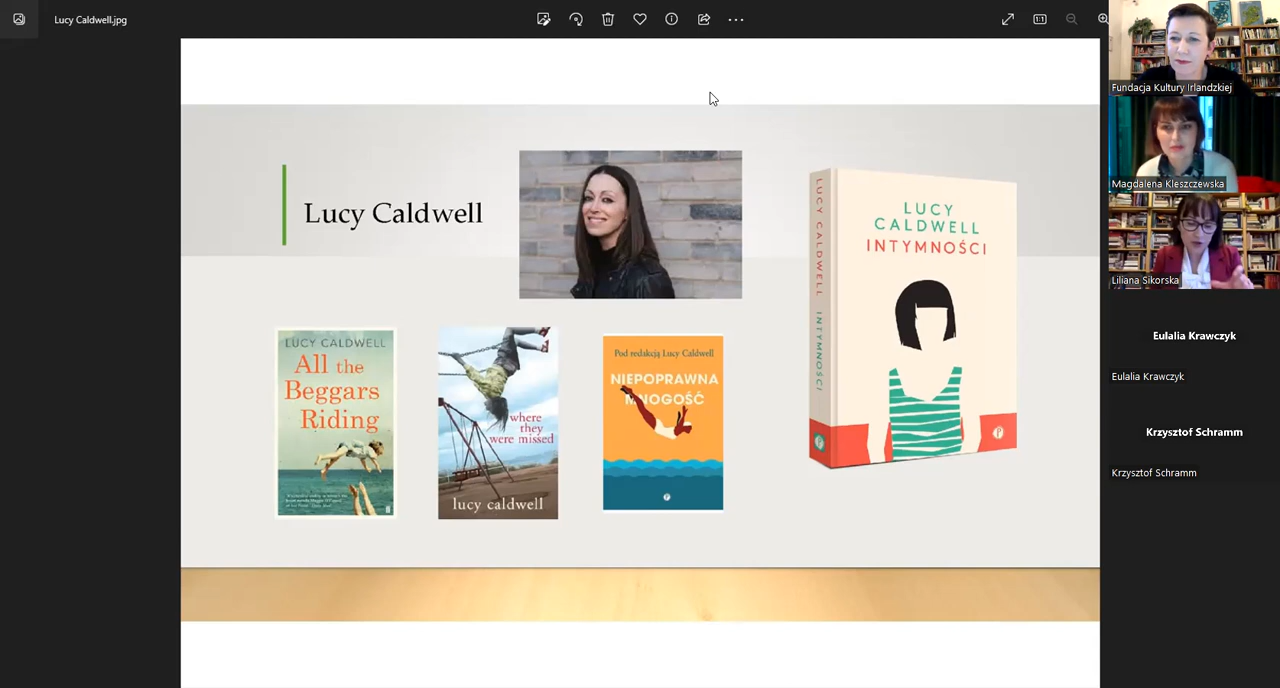 Lucy Caldwell.jpg
1:1
Lucy Caldwell
LUCY
CALDWELL
INTYMNOŚCI
LUCY CALDWELL INTYMNOŚCI
LUCY CALDWELL
All the
Beggars
Riding
where
they
were missed
lucy caldwell
Pod redakcją Lucy Caldwell
NIEPOPRAWNA
MNOGOŚĆ
Fundacja Kultury Irlandzkiej
Magdalena Kleszczewska
Liliana Sikorska
Eulalia Krawczyk
Eulalia Krawczyk
Krzysztof Schramm
Krzysztof Schramm